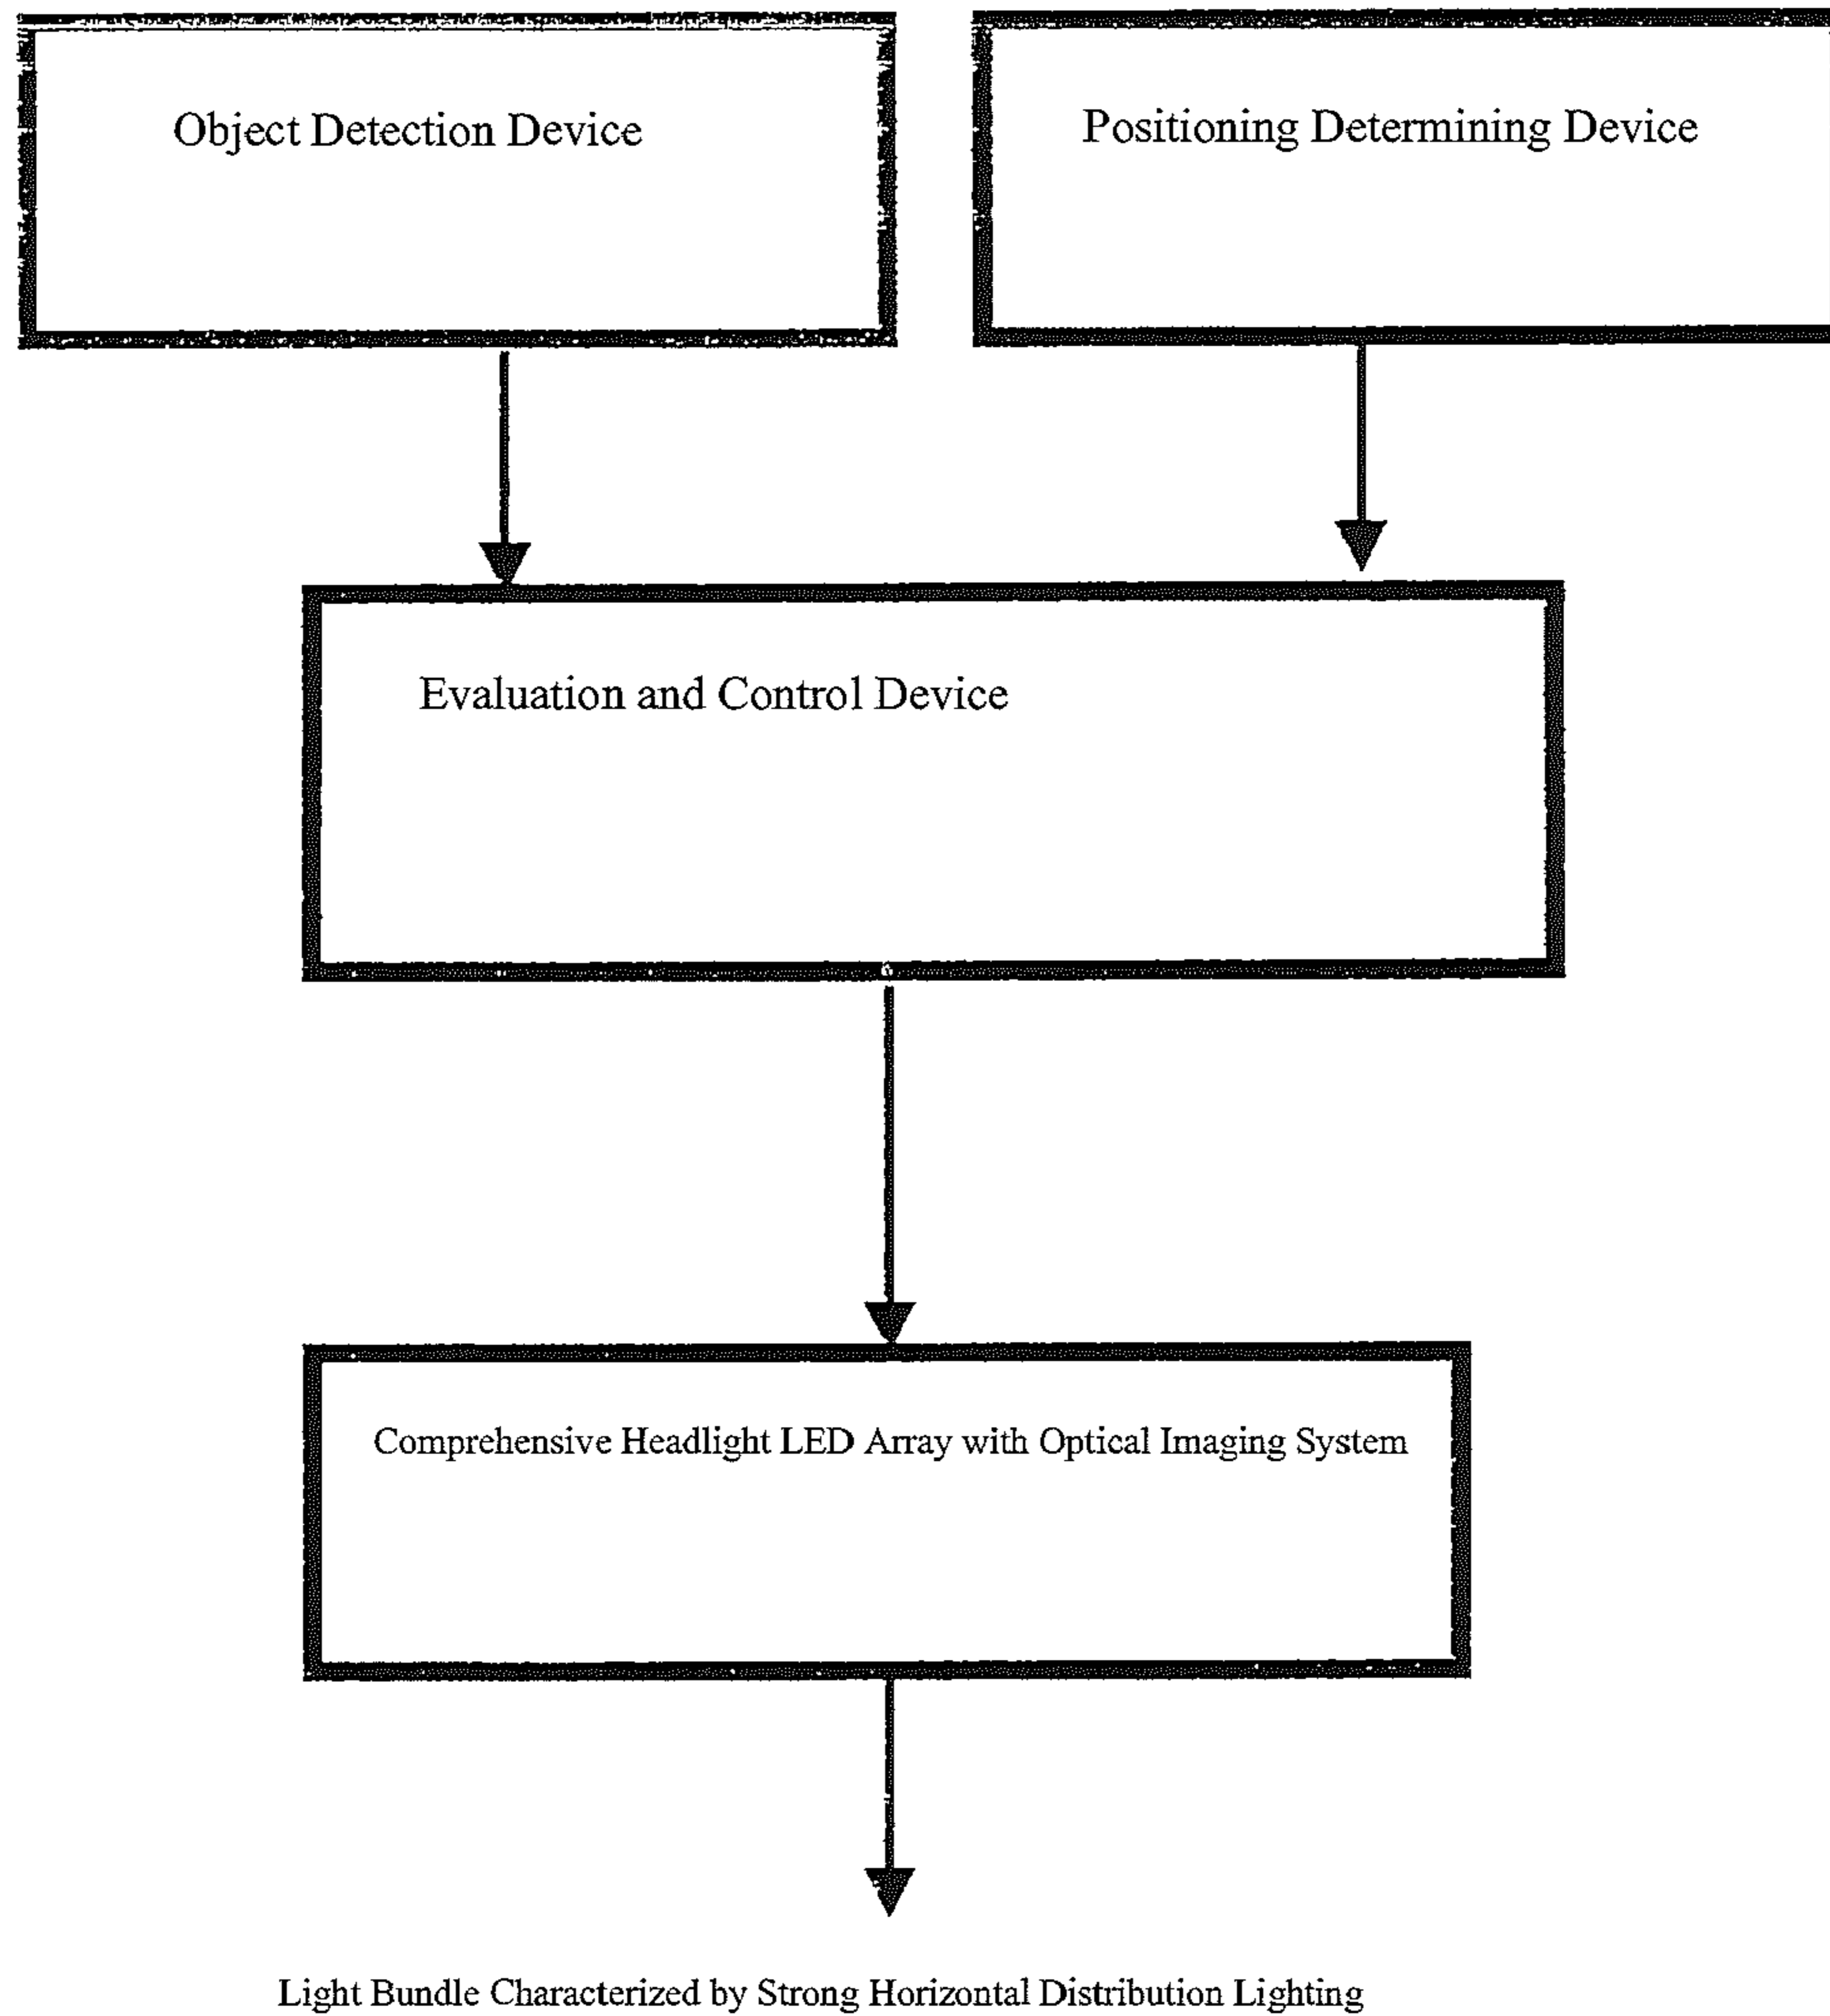 Object Detection Device
Positioning Determining Device
Evaluation and Control Device
Comprehensive Headlight LED Array with Optical Imaging System
Light Bundle Characterized by Strong Horizontal Distribution Lighting